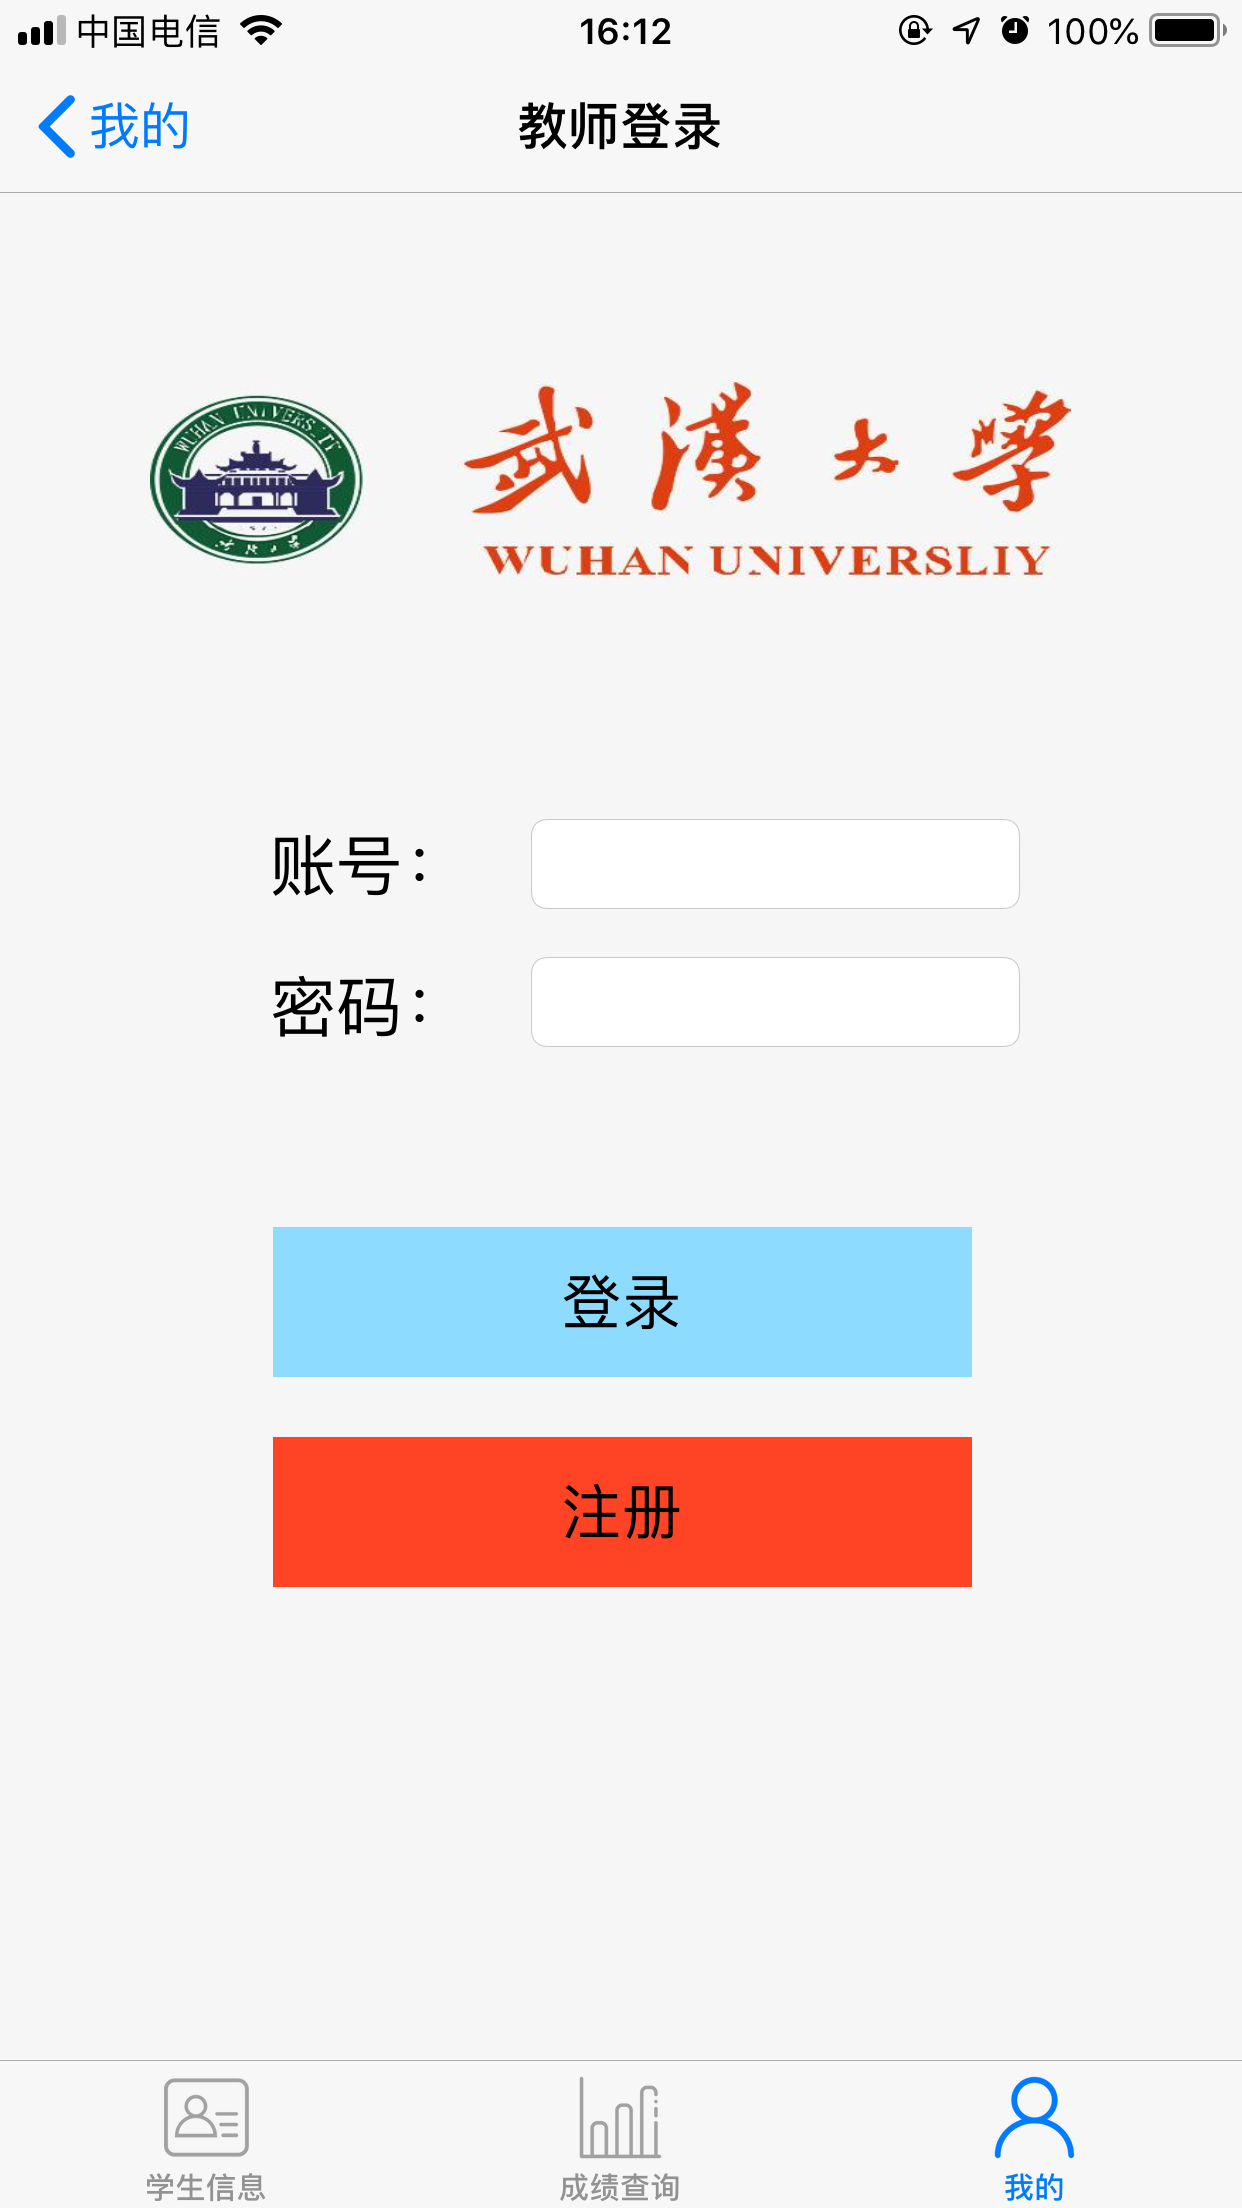 中国电信 16:12 100%
我的 教师登录
WUHAN UNIVERSITY
武漢大學
WUHAN UNIVERSLIY
账号：
密码：
登录
注册
学生信息 成绩查询 我的